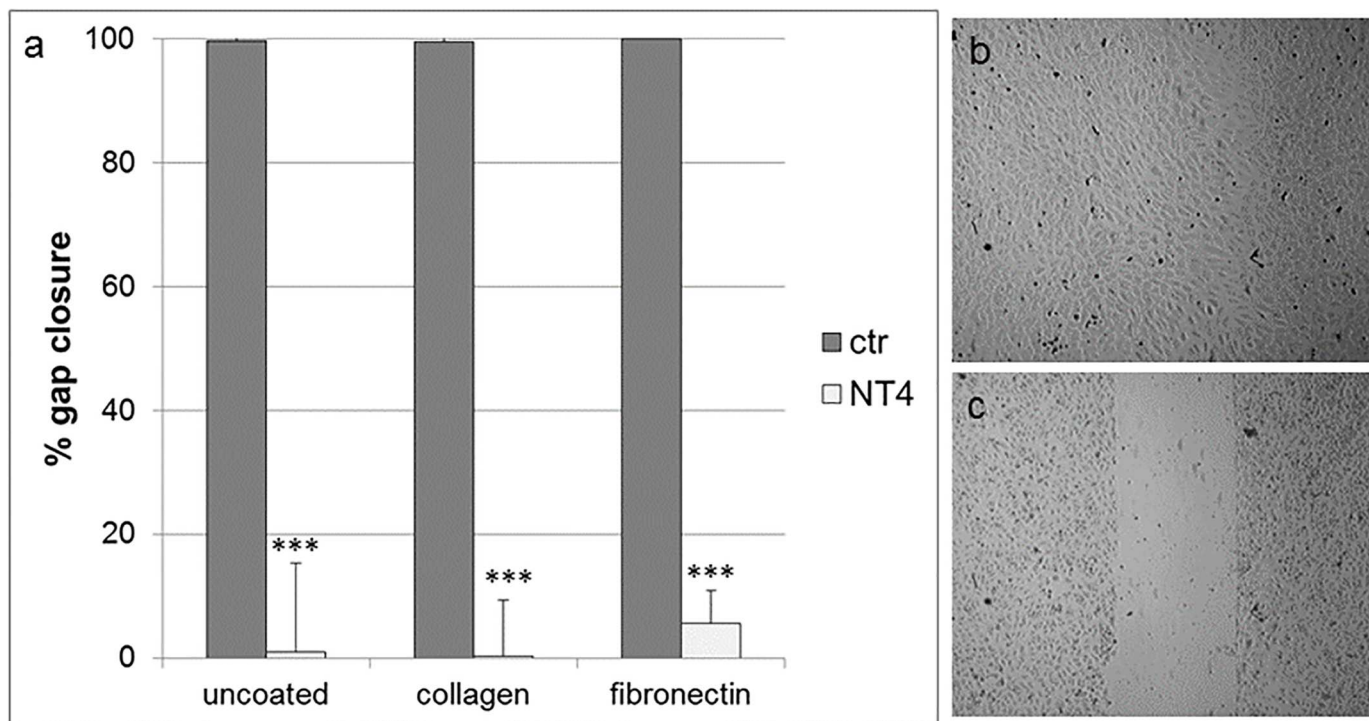 a
100
80
60
40
20
0
% gap closure
***
***
***
uncoated collagen fibronectin
ctr
NT4
b
c